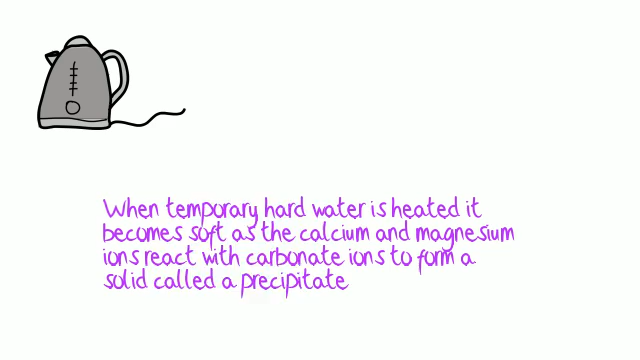 When temporary hard water is heated it
becomes soft as the calcium and magnesium
ions react with carbonate ions to form a
solid called a precipitate